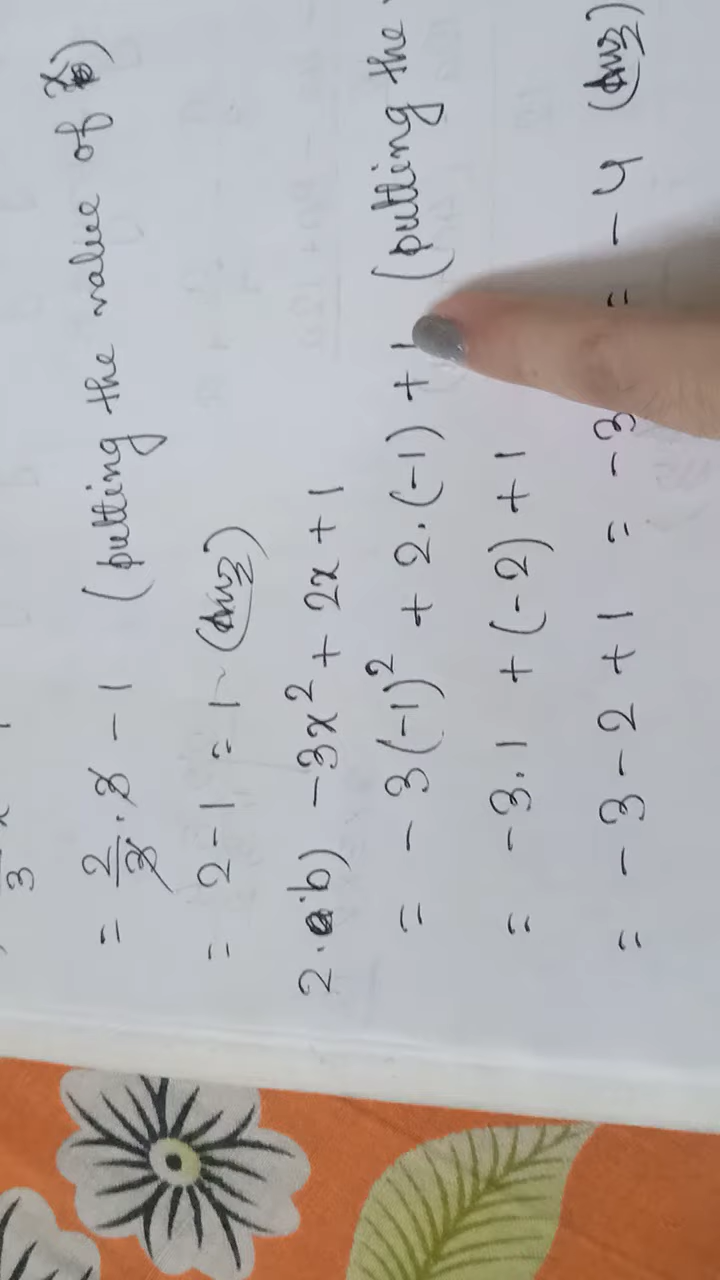 3
= 2/3 . 3 - 1 (putting the value of x)
= 2 - 1 = 1 (Ans)
2. b) -3x² + 2x + 1
= - 3(-1)² + 2.(-1) + 1 (putting the
= -3.1 + (-2) + 1
= - 3 - 2 + 1 = -3 = - 4 (Ans)